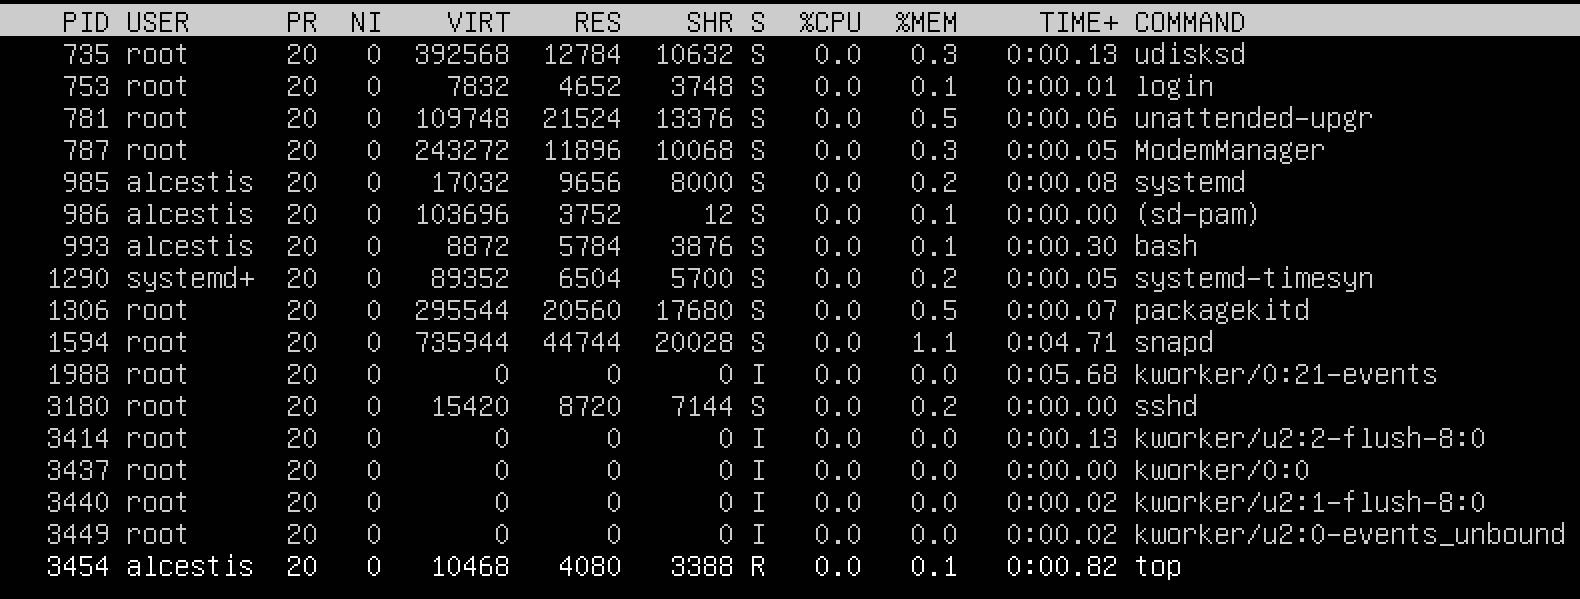 PID USER PR NI VIRT RES SHR S %CPU %MEM TIME+ COMMAND
735 root 20 0 392568 12784 10632 S 0.0 0.3 0:00.13 udisksd
753 root 20 0 7832 4652 3748 S 0.0 0.1 0:00.01 login
781 root 20 0 109748 21524 13376 S 0.0 0.5 0:00.06 unattended-upgr
787 root 20 0 243272 11896 10068 S 0.0 0.3 0:00.05 ModemManager
985 alcestis 20 0 17032 9656 8000 S 0.0 0.2 0:00.08 systemd
986 alcestis 20 0 103696 3752 12 S 0.0 0.1 0:00.00 (sd-pam)
993 alcestis 20 0 8872 5784 3876 S 0.0 0.1 0:00.30 bash
1290 systemd+ 20 0 89352 6504 5700 S 0.0 0.2 0:00.05 systemd-timesyn
1306 root 20 0 295544 20560 17680 S 0.0 0.5 0:00.07 packagekitd
1594 root 20 0 735944 44744 20028 S 0.0 1.1 0:04.71 snapd
1988 root 20 0 0 0 0 I 0.0 0.0 0:05.68 kworker/0:21-events
3180 root 20 0 15420 8720 7144 S 0.0 0.2 0:00.00 sshd
3414 root 20 0 0 0 0 I 0.0 0.0 0:00.13 kworker/u2:2-flush-8:0
3437 root 20 0 0 0 0 I 0.0 0.0 0:00.00 kworker/0:0
3440 root 20 0 0 0 0 I 0.0 0.0 0:00.02 kworker/u2:1-flush-8:0
3449 root 20 0 0 0 0 I 0.0 0.0 0:00.02 kworker/u2:0-events_unbound
3454 alcestis 20 0 10468 4080 3388 R 0.0 0.1 0:00.82 top